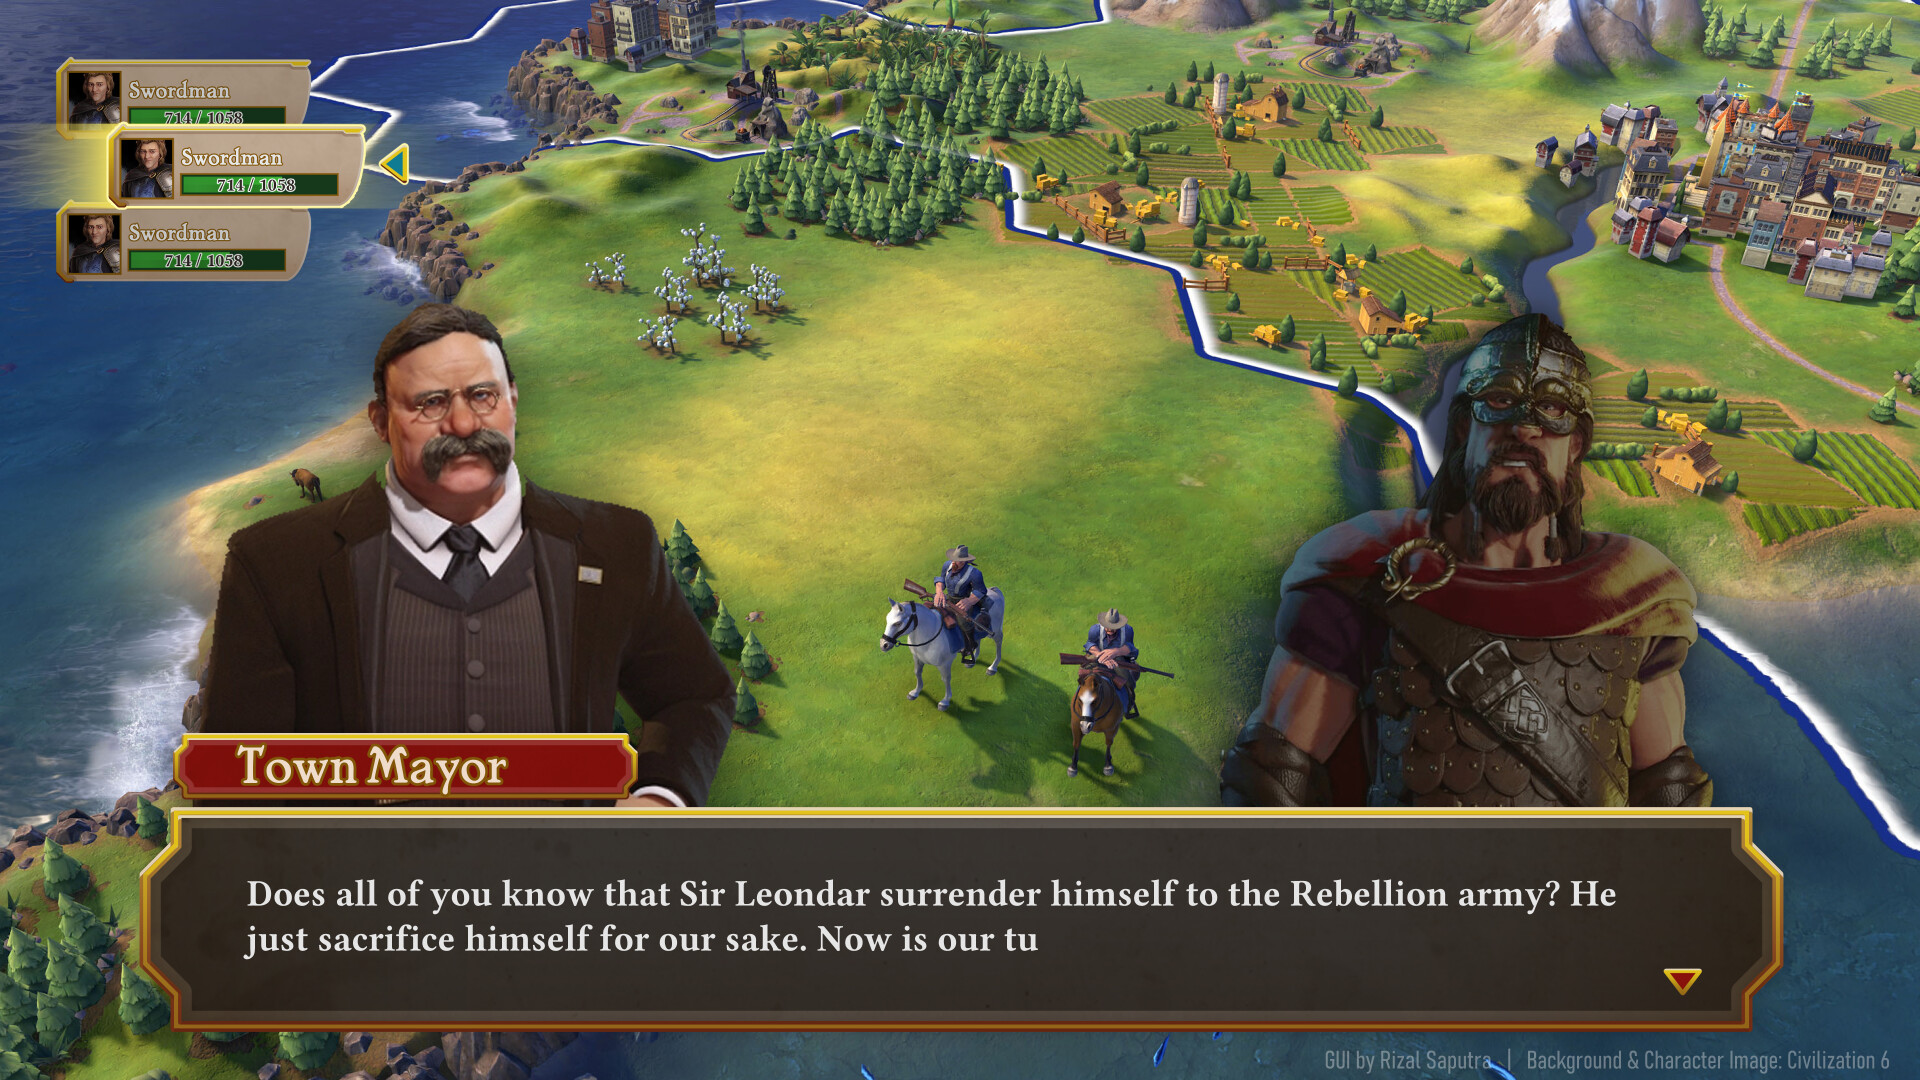 Swordman
714 / 1058
Swordman
714 / 1058
Swordman
714 / 1058
Town Mayor
Does all of you know that Sir Leondar surrender himself to the Rebellion army? He
just sacrifice himself for our sake. Now is our tu
GUI by Rizal Saputra | Background & Character Image: Civilization 6